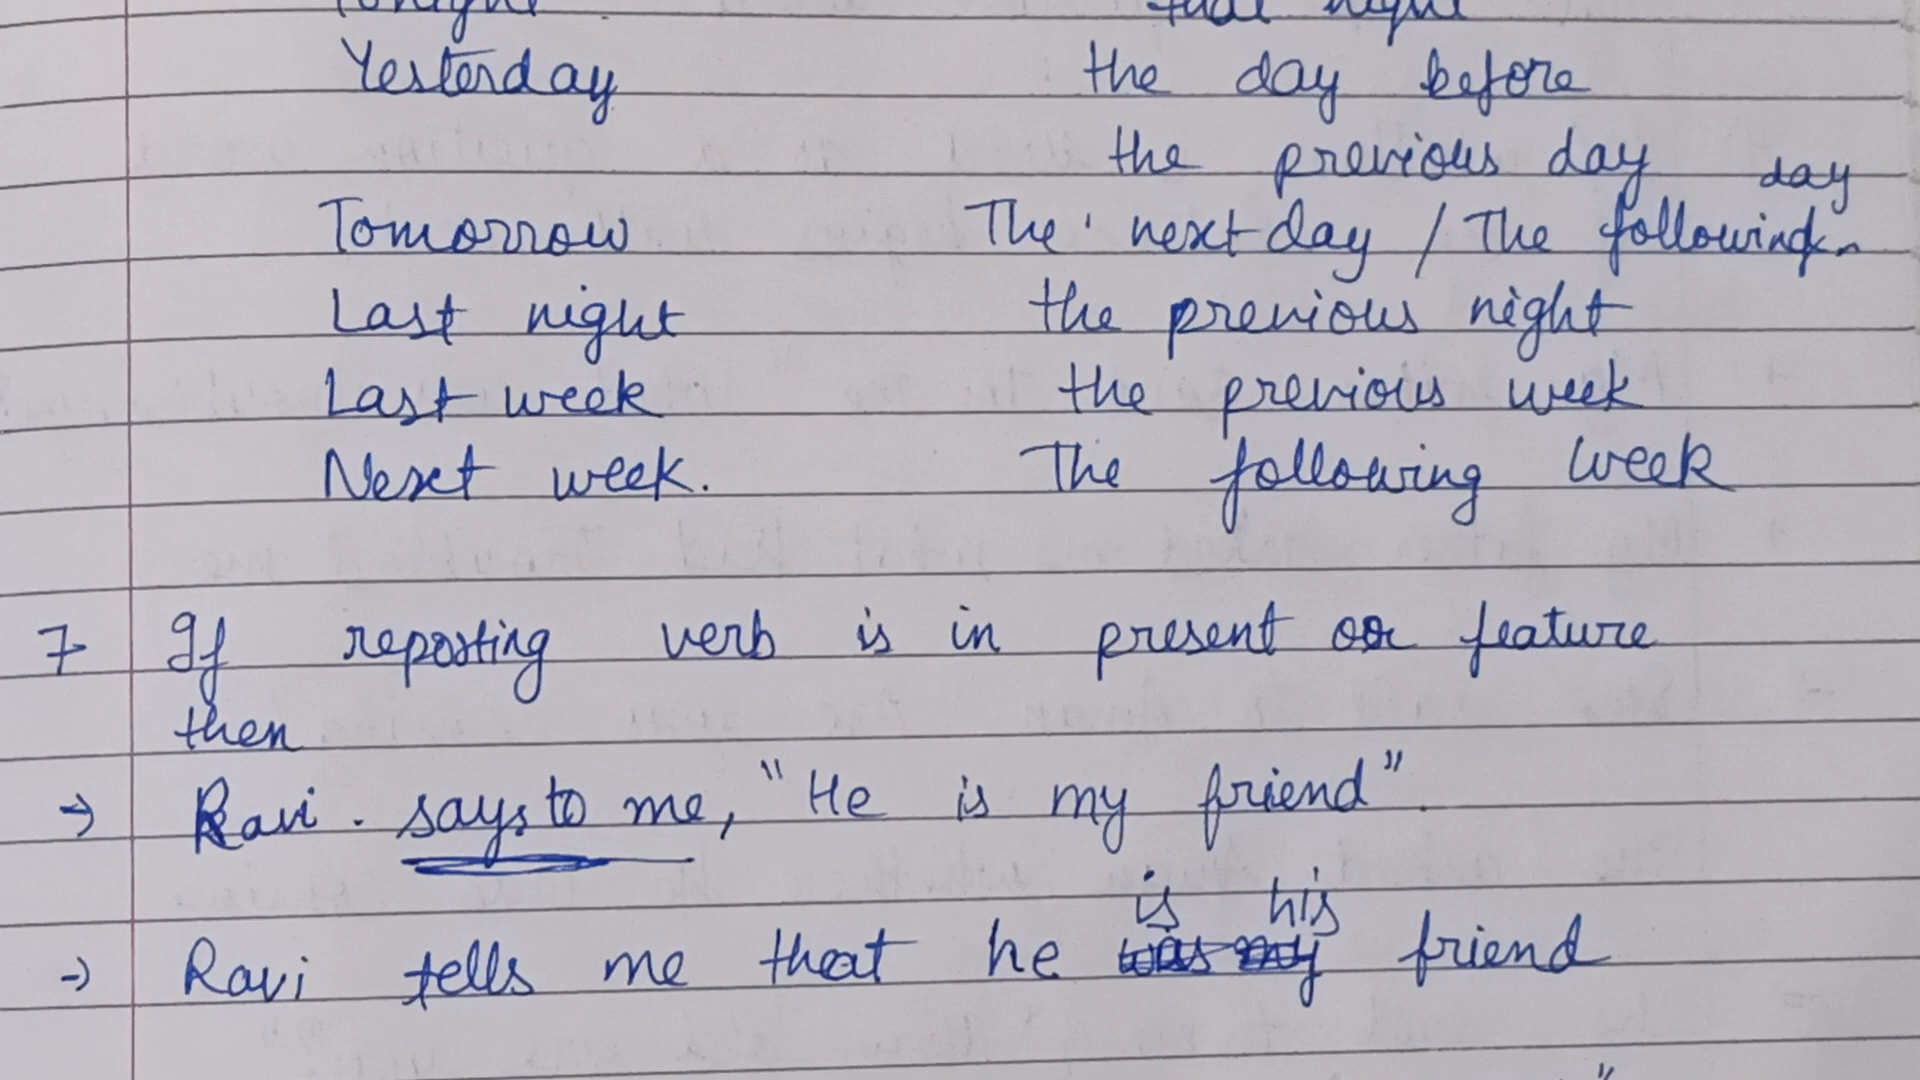 Tonight that night
Yesterday the day before
the previous day day
Tomorrow The next day / The following
Last night the previous night
Last week the previous week
Next week. The following week
7 If reporting verb is in present or feature
then
→ Ravi. says to me, "He is my friend".
is his
→ Ravi tells me that he was my friend